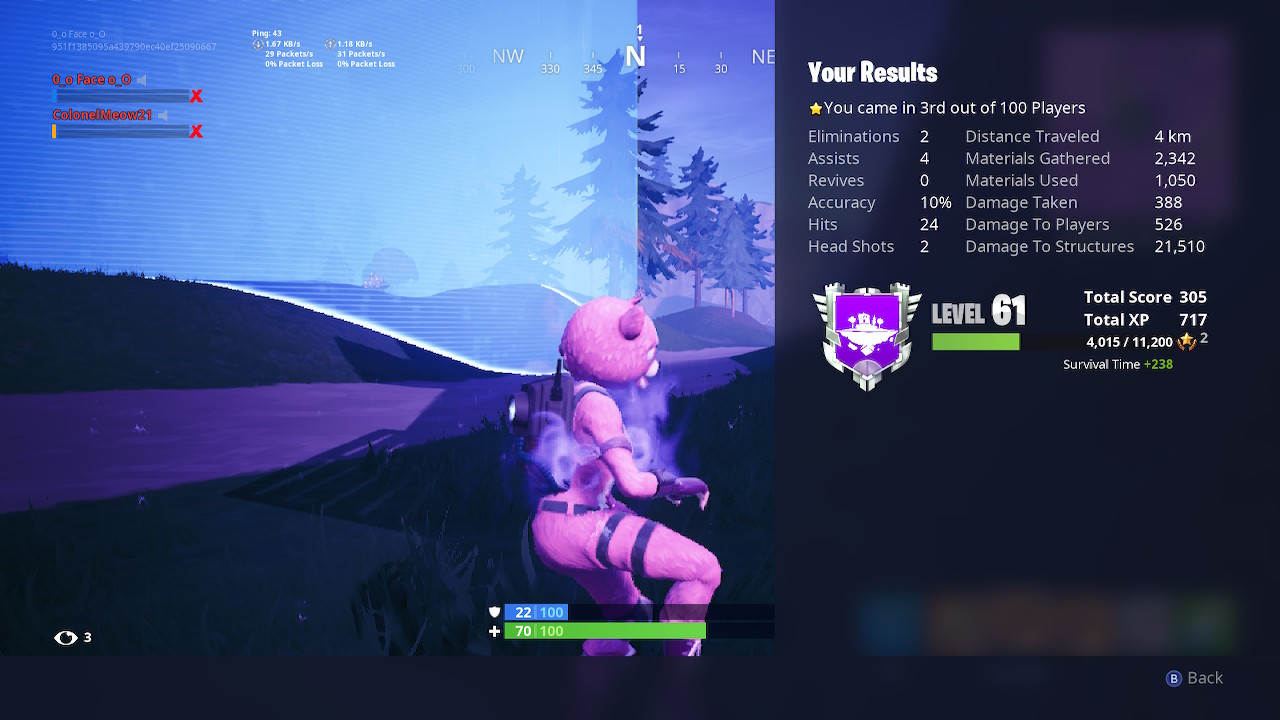 0_o Face o_O
951f1385095a439790ec40ef25090667
Ping: 43
1.67 KB/s 1.18 KB/s
29 Packets/s 31 Packets/s
0% Packet Loss 0% Packet Loss
0_o Face o_O
ColonelMeow21
1
300 NW 330 345 N 15 30 NE
Your Results
You came in 3rd out of 100 Players
Eliminations 2 Distance Traveled 4 km
Assists 4 Materials Gathered 2,342
Revives 0 Materials Used 1,050
Accuracy 10% Damage Taken 388
Hits 24 Damage To Players 526
Head Shots 2 Damage To Structures 21,510
LEVEL 61
Total Score 305
Total XP 717
4,015 / 11,200 2
Survival Time +238
22 100
70 100
3
B Back